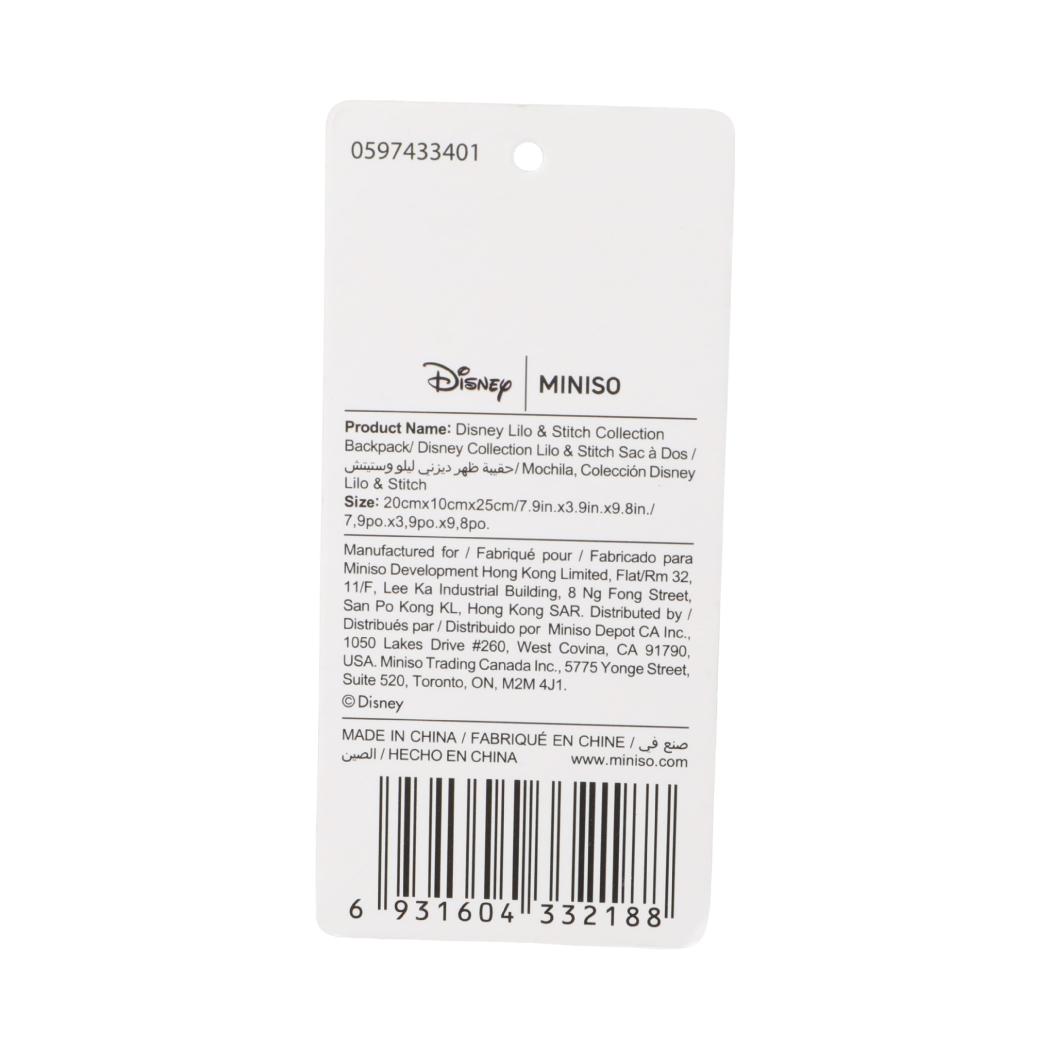 0597433401
Disney | MINISO
Product Name: Disney Lilo & Stitch Collection
Backpack/ Disney Collection Lilo & Stitch Sac à Dos /
حقيبة ظهر ديزني ليلو وستيتش/ Mochila, Colección Disney
Lilo & Stitch
Size: 20cmx10cmx25cm/7.9in.x3.9in.x9.8in./
7,9po.x3,9po.x9,8po.
Manufactured for / Fabriqué pour / Fabricado para
Miniso Development Hong Kong Limited, Flat/Rm 32,
11/F, Lee Ka Industrial Building, 8 Ng Fong Street,
San Po Kong KL, Hong Kong SAR. Distributed by /
Distribués par / Distribuido por Miniso Depot CA Inc.,
1050 Lakes Drive #260, West Covina, CA 91790,
USA. Miniso Trading Canada Inc., 5775 Yonge Street,
Suite 520, Toronto, ON, M2M 4J1.
© Disney
MADE IN CHINA / FABRIQUÉ EN CHINE / صنع في
الصين / HECHO EN CHINA www.miniso.com
6 931604 332188